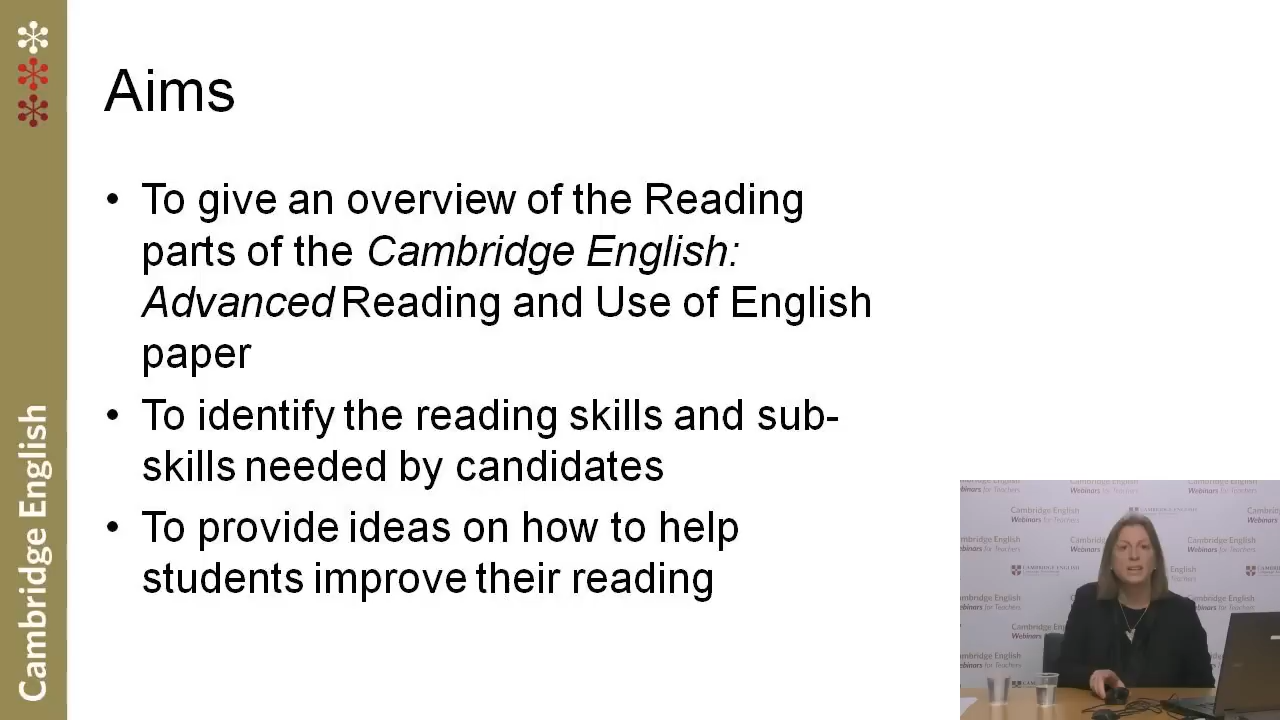 Aims
• To give an overview of the Reading
parts of the Cambridge English:
Advanced Reading and Use of English
paper
• To identify the reading skills and sub-
skills needed by candidates
• To provide ideas on how to help
students improve their reading
Cambridge English
Cambridge English
Webinars for Teachers
Cambridge English
Webinars for Teachers
Cambridge English
Webinars for Teachers
Cambridge English
Cambridge English
Webinars